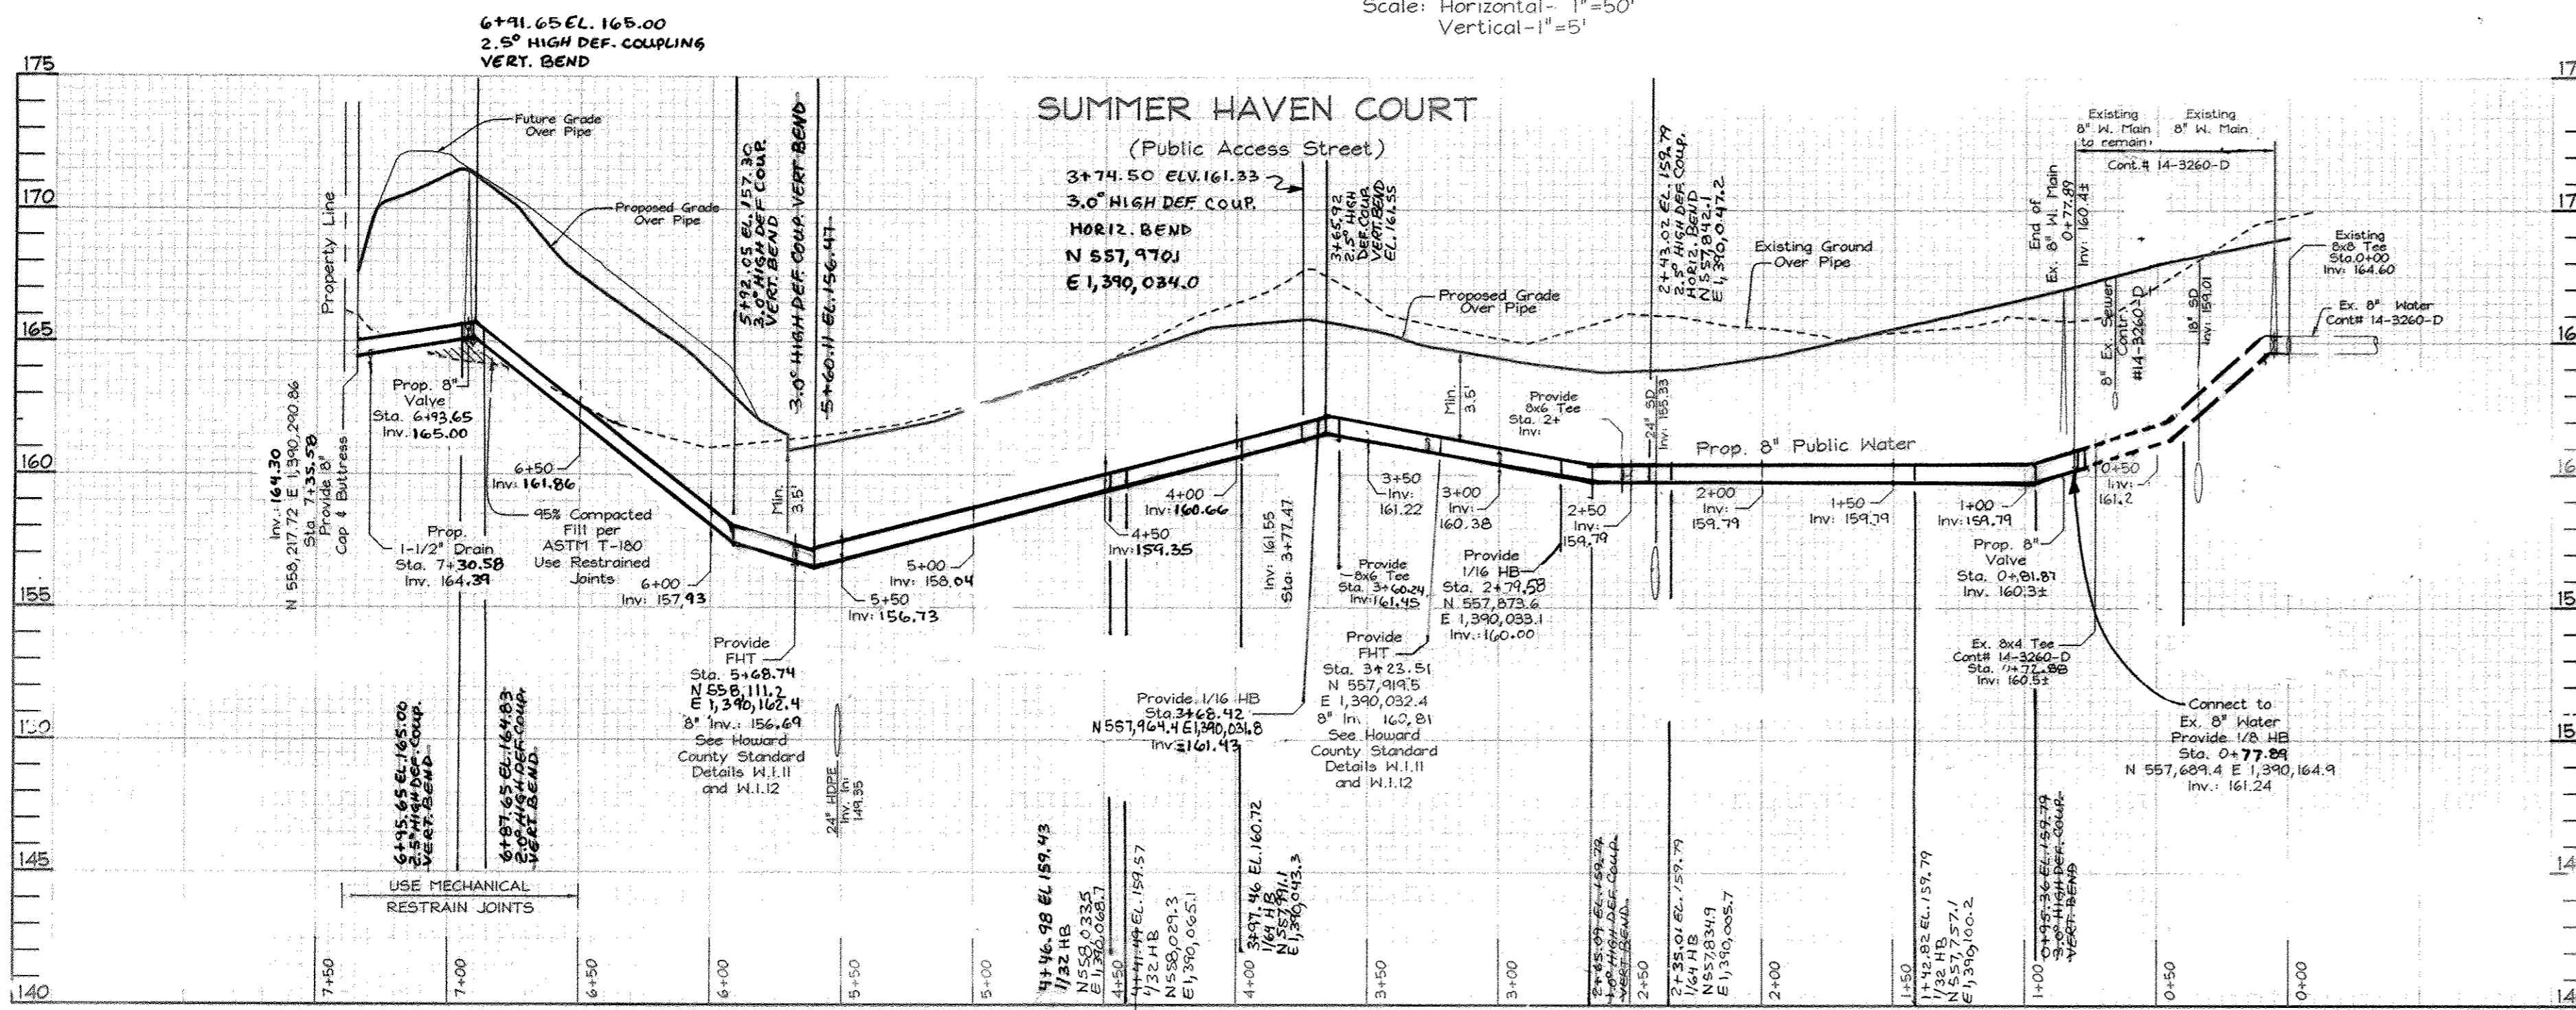 Scale: Horizontal- 1"=50'
Vertical-1"=5'
6+91.65 EL. 165.00
2.5° HIGH DEF. COUPLING
VERT. BEND
SUMMER HAVEN COURT
(Public Access Street)
3+74.50 ELV.161.33
3.0° HIGH DEF. COUP.
HORIZ. BEND
N 557,970.1
E 1,390,034.0
175
170
165
160
155
150
145
140
Future Grade
Over Pipe
Proposed Grade
Over Pipe
Property Line
5+92.05 EL.157.30
3.0° HIGH DEF COUP.
VERT. BEND
3.0° HIGH DEF. COUP. VERT BEND
5+60.11 EL.156.47
3+65.92
2.5° HIGH
DEF. COUP
VERT. BEND
EL.161.55
2+43.02 EL.159.79
2.5° HIGH DEF. COUP.
HORIZ. BEND
N 557,842.1
E 1,390,047.2
Existing Ground
Over Pipe
Proposed Grade
Over Pipe
End of
Ex. 8" W. Main
0+77.89
Inv: 160.4±
Existing
8" W. Main
to remain
Existing
8" W. Main
Cont.# 14-3260-D
8" Ex. Sewer
Contr.
#14-3260-D
18" SD
Inv: 159.01
Existing
8x8 Tee
Sta.0+00
Inv: 164.60
Ex. 8" Water
Cont# 14-3260-D
Inv.: 164.30
N 558,217.72 E 1,390,290.86
Sta. 7+35.58
Provide 8"
Cap & Buttress
Prop. 8"
Valve
Sta. 6+93.65
Inv. 165.00
6+50
Inv: 161.86
Prop.
1-1/2" Drain
Sta. 7+30.58
Inv. 164.39
95% Compacted
Fill per
ASTM T-180
Use Restrained
Joints
6+00
Inv: 157.93
Min.
3.5'
5+50
Inv: 156.73
5+00
Inv: 158.04
4+50
Inv: 159.35
4+00
Inv: 160.66
Inv: 161.55
Sta: 3+77.47
3+50
Inv:
161.22
Min.
3.5'
3+00
Inv:
160.38
Provide
8x6 Tee
Sta. 2+
Inv:
24" SD
Inv: 155.33
2+50
Inv:
159.79
Prop. 8" Public Water
2+00
Inv:
159.79
1+50
Inv: 159.79
1+00
Inv: 159.79
0+50
Inv:
161.2
Provide
8x6 Tee
Sta. 3+60.24
Inv: 161.45
Provide
1/16 HB
Sta. 2+79.58
N 557,873.6
E 1,390,033.1
Inv.: 160.00
Prop. 8"
Valve
Sta. 0+81.87
Inv. 160.3±
Provide
FHT
Sta. 5+68.74
N 558,111.2
E 1,390,162.4
8" Inv.: 156.69
See Howard
County Standard
Details W.1.11
and W.1.12
24" HDPE
Inv. In:
149.35
Provide 1/16 HB
Sta. 3+68.42
N 557,964.4 E 1,390,031.8
Inv: 161.43
Provide
FHT
Sta. 3+23.51
N 557,919.5
E 1,390,032.4
8" In 160.81
See Howard
County Standard
Details W.1.11
and W.1.12
Ex. 8x4 Tee
Cont# 14-3260-D
Sta. 0+72.88
Inv: 160.5±
Connect to
Ex. 8" Water
Provide 1/8 HB
Sta. 0+77.89
N 557,689.4 E 1,390,164.9
Inv.: 161.24
6+95.65 EL.165.00
2.5° HIGH DEF. COUP.
VERT. BEND
6+87.65 EL.164.83
2.0° HIGH DEF. COUP.
VERT. BEND.
USE MECHANICAL
RESTRAIN JOINTS
4+46.98 EL 159.43
1/32 HB
N 558,033.5
E 1,390,068.7
4+41.49 EL.159.57
1/32 HB
N 558,029.3
E 1,390,065.1
3+97.46 EL.160.72
1/64 HB
N 557,991.1
E 1,390,043.3
2+65.09 EL.159.79
1.0° HIGH DEF. COUP.
VERT BEND.
2+35.01 EL.159.79
1/64 HB
N 557,834.9
E 1,390,005.7
1+42.82 EL.159.79
1/32 HB
N 557,757.1
E 1,390,100.2
0+95.36 EL.159.79
3.0° HIGH DEF. COUP.
VERT. BEND
7+50
7+00
6+50
6+00
5+50
5+00
4+50
4+00
3+50
3+00
2+50
2+00
1+50
1+00
0+50
0+00